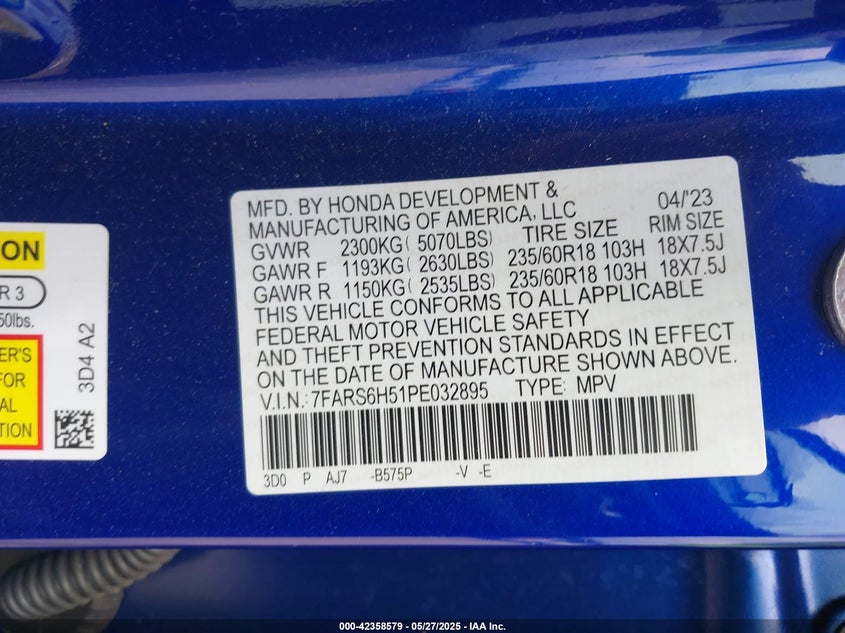 MFD. BY HONDA DEVELOPMENT & 04/'23
MANUFACTURING OF AMERICA, LLC
GVWR 2300KG( 5070LBS) TIRE SIZE RIM SIZE
GAWR F 1193KG( 2630LBS) 235/60R18 103H 18X7.5J
GAWR R 1150KG( 2535LBS) 235/60R18 103H 18X7.5J
THIS VEHICLE CONFORMS TO ALL APPLICABLE
FEDERAL MOTOR VEHICLE SAFETY
AND THEFT PREVENTION STANDARDS IN EFFECT
ON THE DATE OF MANUFACTURE SHOWN ABOVE.
V.I.N.: 7FARS6H51PE032895 TYPE: MPV
3D0 P AJ7 -B575P -V -E
ON
R 3
50lbs.
ER'S
FOR
AL
TION
3D4 A2
000-42358579 — 05/27/2025 - IAA Inc.